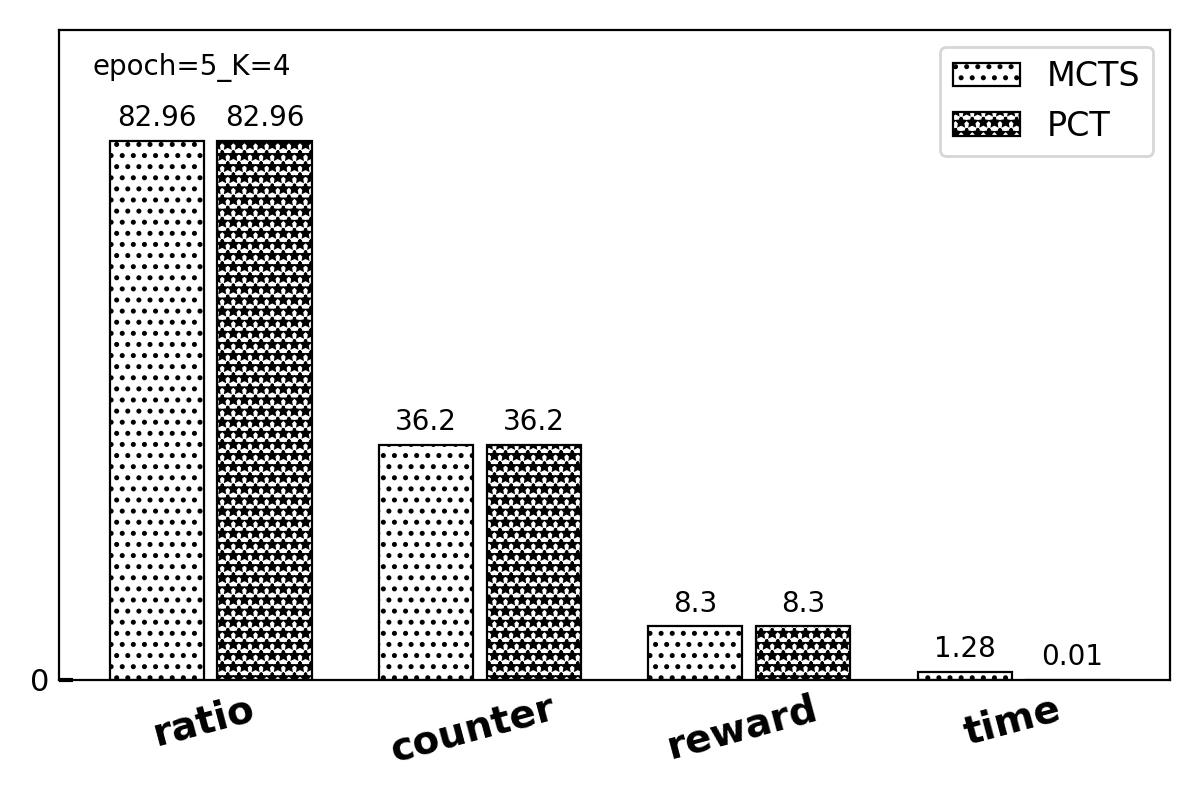 epoch=5_K=4
MCTS
PCT
82.96 82.96
36.2 36.2
8.3 8.3
1.28 0.01
0
ratio counter reward time